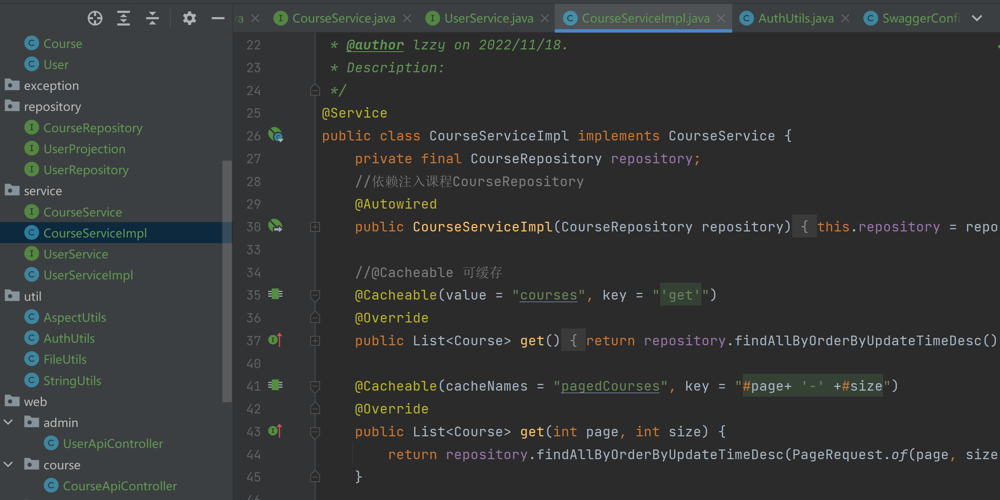 CourseService.java
UserService.java
CourseServiceImpl.java
AuthUtils.java
SwaggerConfi
Course
User
exception
repository
CourseRepository
UserProjection
UserRepository
service
CourseService
CourseServiceImpl
UserService
UserServiceImpl
util
AspectUtils
AuthUtils
FileUtils
StringUtils
web
admin
UserApiController
course
CourseApiController
22 * @author lzzy on 2022/11/18.
23 * Description:
24 */
25 @Service
26 public class CourseServiceImpl implements CourseService {
27 private final CourseRepository repository;
28 //依赖注入课程CourseRepository
29 @Autowired
30 public CourseServiceImpl(CourseRepository repository) { this.repository = repos
33
34 //@Cacheable 可缓存
35 @Cacheable(value = "courses", key = "'get'")
36 @Override
37 public List<Course> get() { return repository.findAllByOrderByUpdateTimeDesc()
40
41 @Cacheable(cacheNames = "pagedCourses", key = "#page+ '-' +#size")
42 @Override
43 public List<Course> get(int page, int size) {
44 return repository.findAllByOrderByUpdateTimeDesc(PageRequest.of(page, size
45 }